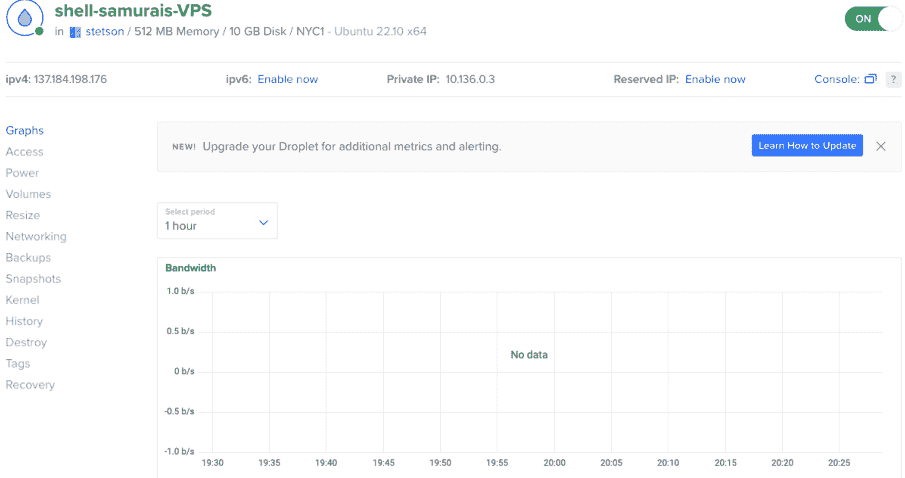 shell-samurais-VPS
in stetson / 512 MB Memory / 10 GB Disk / NYC1 - Ubuntu 22.10 x64
ON
ipv4: 137.184.198.176 ipv6: Enable now Private IP: 10.136.0.3 Reserved IP: Enable now Console: ?
Graphs
Access
Power
Volumes
Resize
Networking
Backups
Snapshots
Kernel
History
Destroy
Tags
Recovery
NEW! Upgrade your Droplet for additional metrics and alerting. Learn How to Update
Select period
1 hour
Bandwidth
1.0 b/s
0.5 b/s
No data
0 b/s
-0.5 b/s
-1.0 b/s
19:30 19:35 19:40 19:45 19:50 19:55 20:00 20:05 20:10 20:15 20:20 20:25